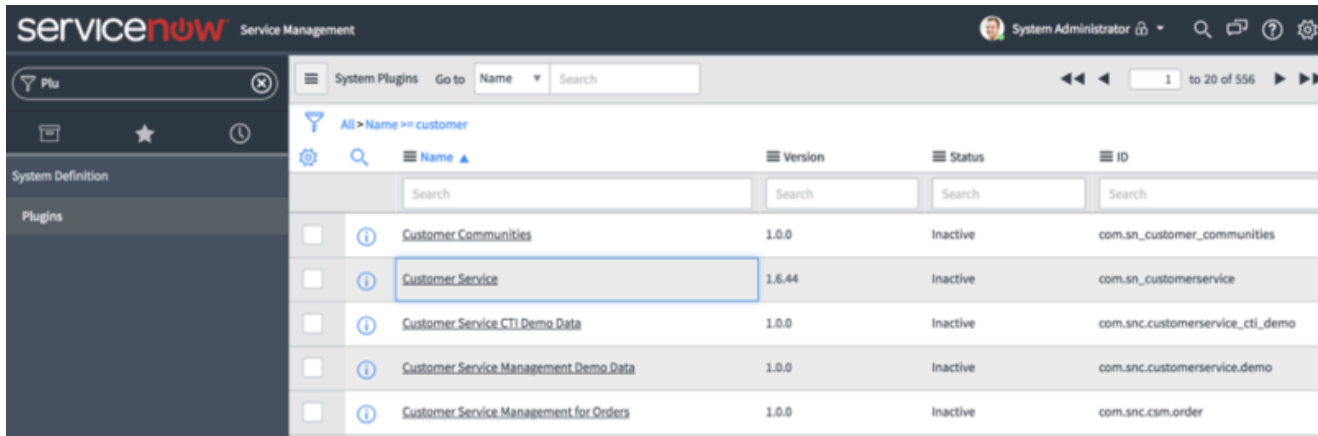 servicenow Service Management System Administrator
Plu System Plugins Go to Name Search 1 to 20 of 556
All > Name >= customer
Name Version Status ID
System Definition
Search Search Search Search
Plugins
Customer Communities 1.0.0 Inactive com.sn_customer_communities
Customer Service 1.6.44 Inactive com.sn_customerservice
Customer Service CTI Demo Data 1.0.0 Inactive com.snc.customerservice_cti_demo
Customer Service Management Demo Data 1.0.0 Inactive com.snc.customerservice.demo
Customer Service Management for Orders 1.0.0 Inactive com.snc.csm.order